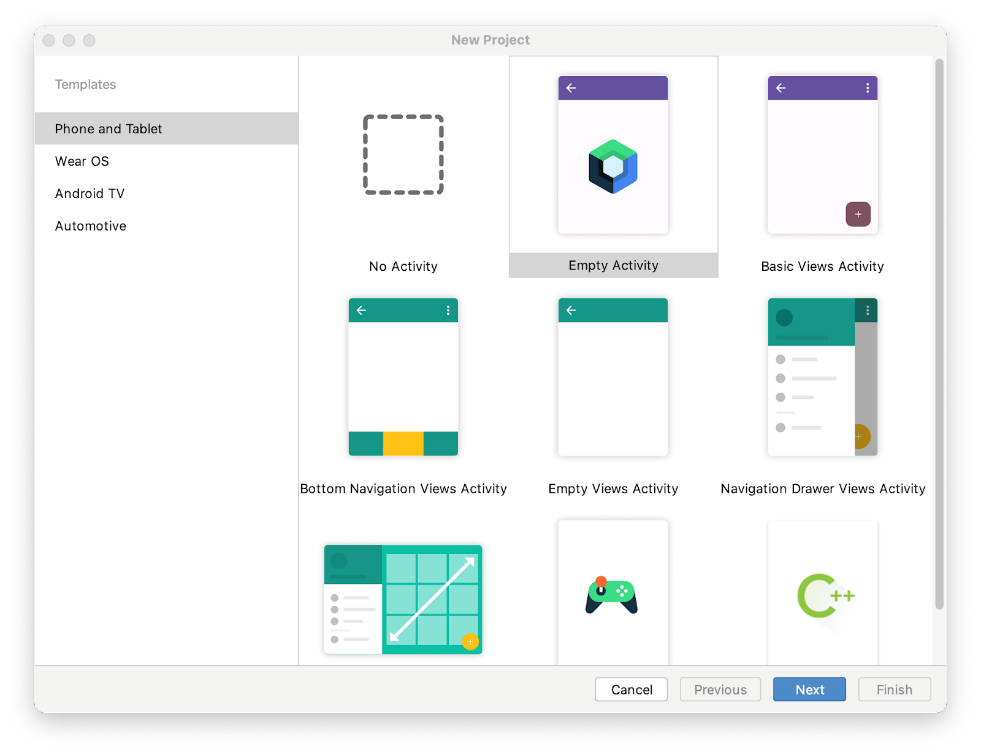 New Project
Templates
Phone and Tablet
Wear OS
Android TV
Automotive
No Activity
Empty Activity
Basic Views Activity
Bottom Navigation Views Activity
Empty Views Activity
Navigation Drawer Views Activity
C++
Cancel
Previous
Next
Finish